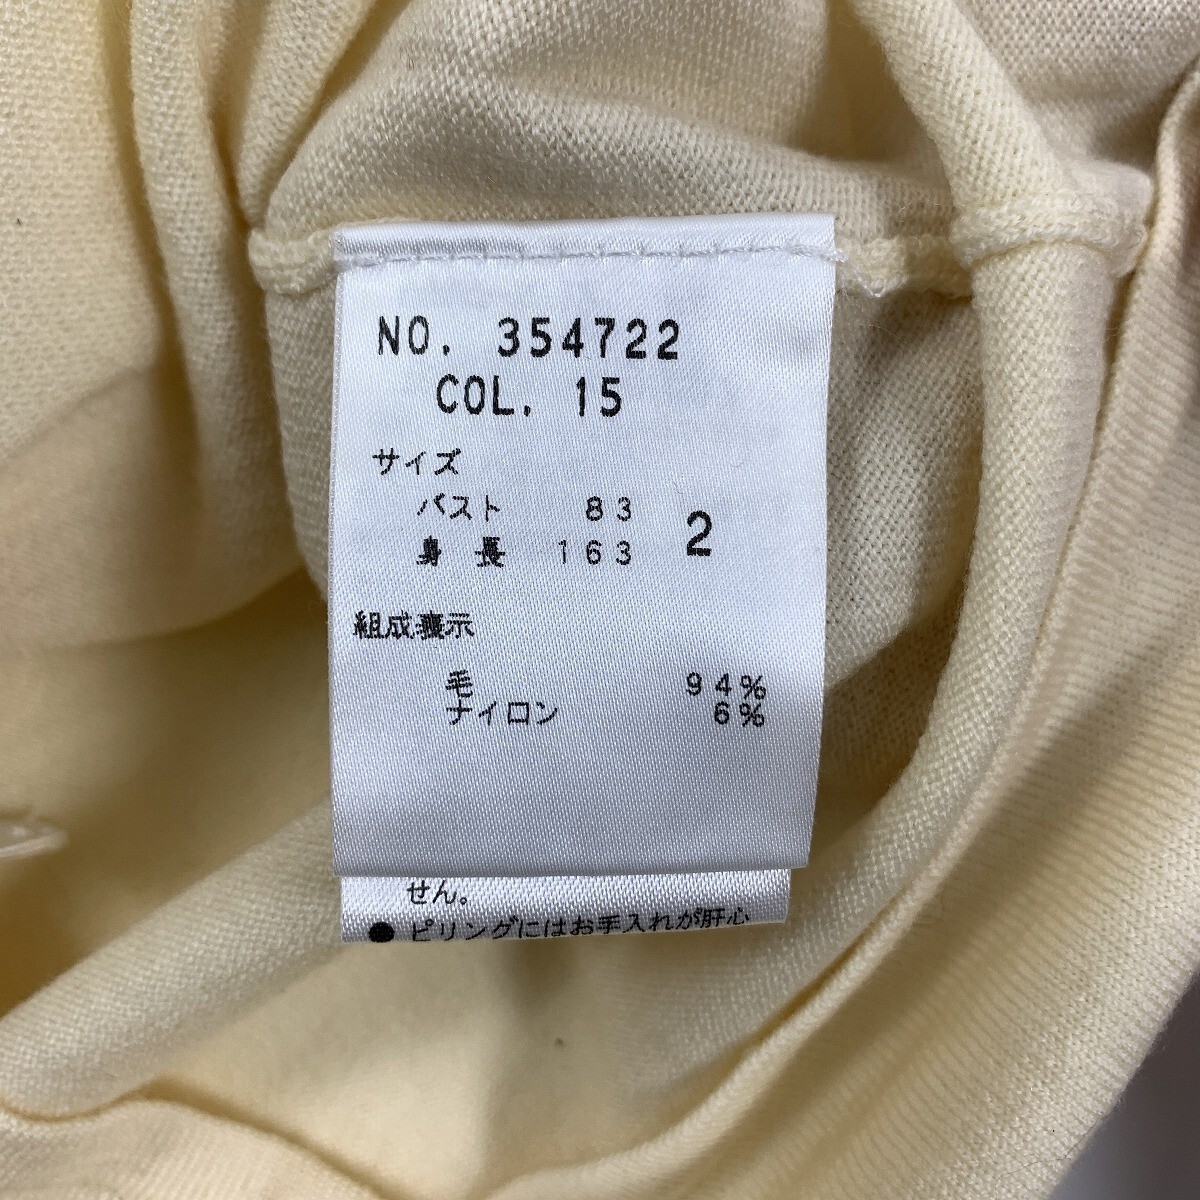 NO. 354722
COL. 15
サイズ
バスト 83
身長 163 2
組成表示
毛 94%
ナイロン 6%
せん。
● ピリングにはお手入れが肝心